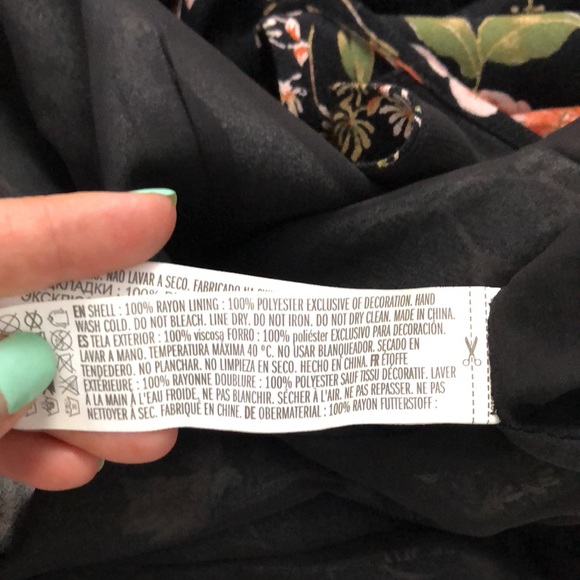 NAO LAVAR A SECO. FABRICADO NA
EN SHELL : 100% RAYON LINING : 100% POLYESTER EXCLUSIVE OF DECORATION. HAND
WASH COLD. DO NOT BLEACH. LINE DRY. DO NOT IRON. DO NOT DRY CLEAN. MADE IN CHINA.
ES TELA EXTERIOR : 100% viscosą FORRO : 100% poliéster EXCLUSIVO PARA DECORACIÓN.
LAVAR A MANO. TEMPERATURA MÁXIMA 40 °C. NO USAR BLANQUEADOR. SECADO EN
TENDEDERO. NO PLANCHAR. NO LIMPIEZA EN SECO. HECHO EN CHINA. FR ÉTOFFE
EXTÉRIEURE : 100% RAYONNE DOUBLURE : 100% POLYESTER SAUF TISSU DÉCORATIF. LAVER
À LA MAIN À L'EAU FROIDE, NE PAS BLANCHIR. SÉCHER À L'AIR. NE PAS REPASSER. NE PAS
NETTOYER À SEC. FABRIQUÉ EN CHINE. DE OBERMATERIAL : 100% RAYON FUTTERSTOFF :